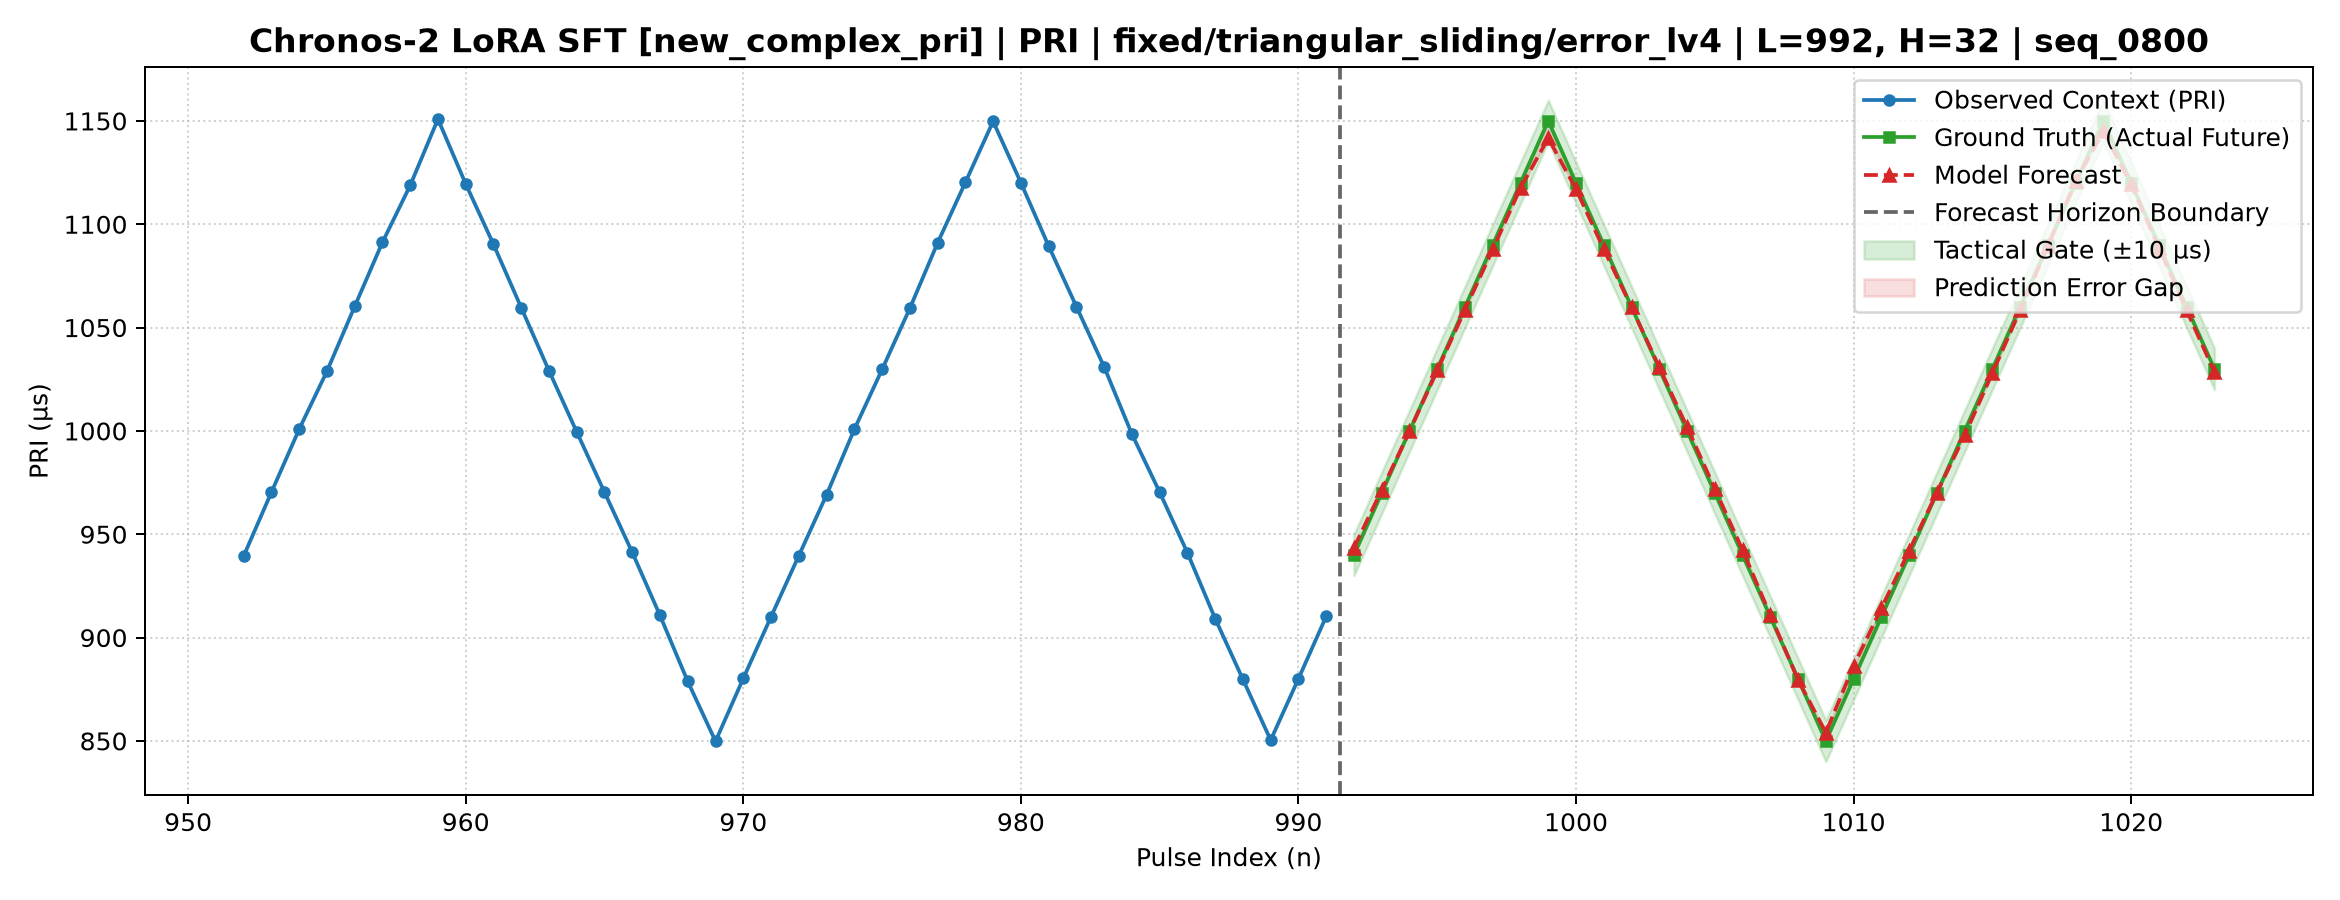 Chronos-2 LoRA SFT [new_complex_pri] | PRI | fixed/triangular_sliding/error_lv4 | L=992, H=32 | seq_0800
PRI (µs)
1150
1100
1050
1000
950
900
850
Observed Context (PRI)
Ground Truth (Actual Future)
Model Forecast
Forecast Horizon Boundary
Tactical Gate (±10 µs)
Prediction Error Gap
950 960 970 980 990 1000 1010 1020
Pulse Index (n)